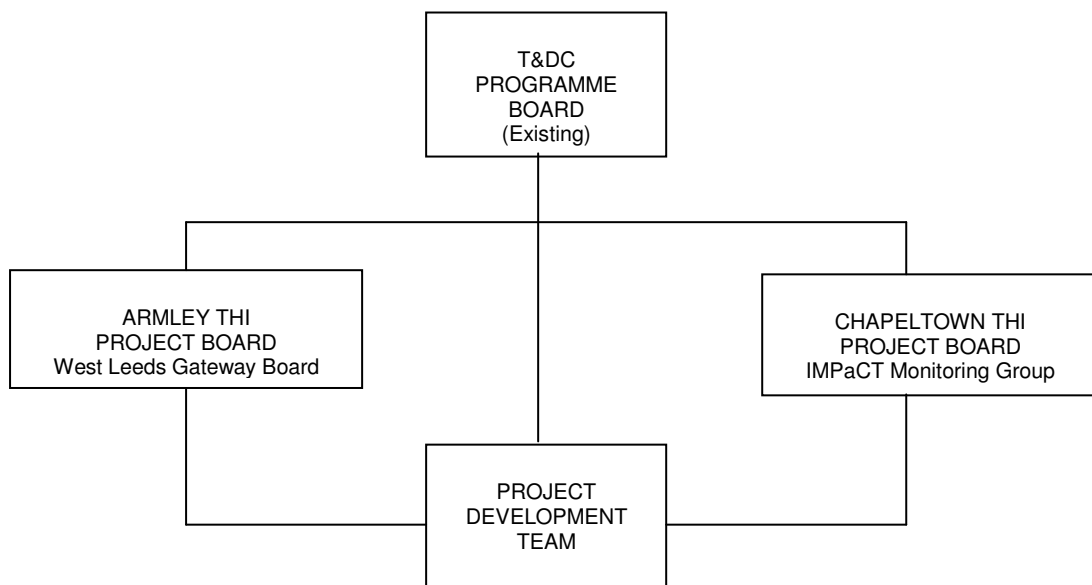 T&DC
PROGRAMME
BOARD
(Existing)
ARMLEY THI
PROJECT BOARD
West Leeds Gateway Board
CHAPELTOWN THI
PROJECT BOARD
IMPaCT Monitoring Group
PROJECT
DEVELOPMENT
TEAM